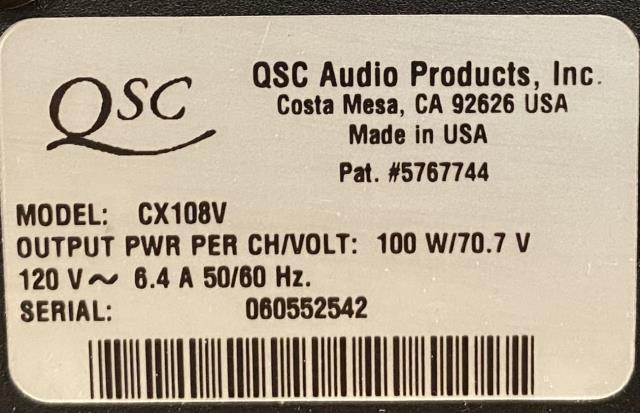 QSC
QSC Audio Products, Inc.
Costa Mesa, CA 92626 USA
Made in USA
Pat. #5767744
MODEL: CX108V
OUTPUT PWR PER CH/VOLT: 100 W/70.7 V
120 V~ 6.4 A 50/60 Hz.
SERIAL: 060552542